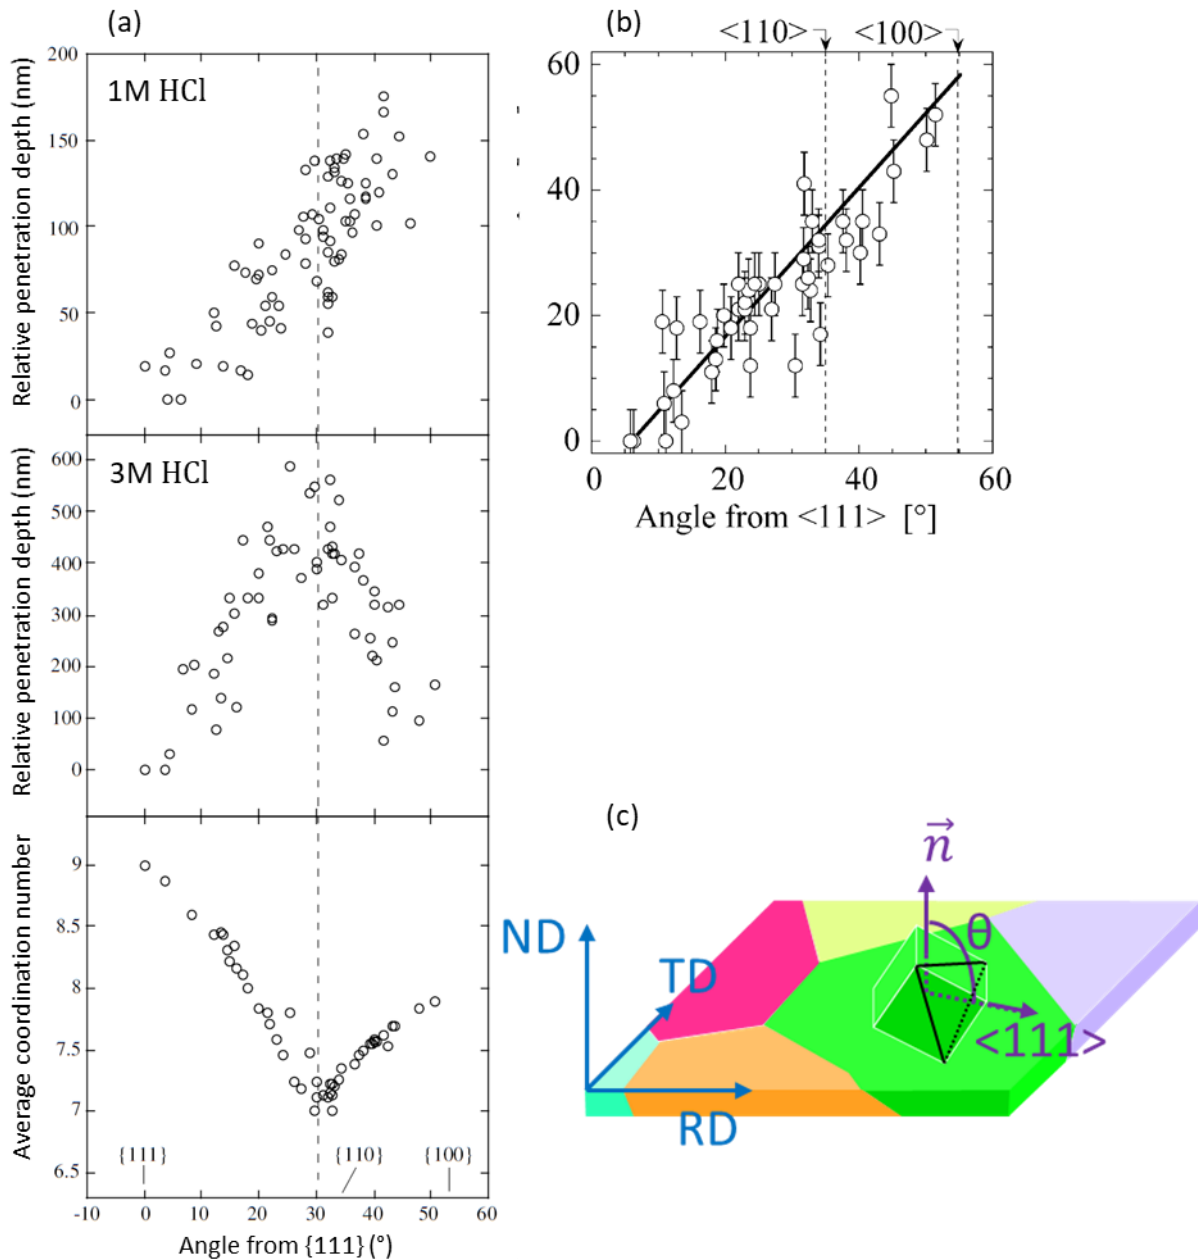 (a)
200
150
100
50
0
Relative penetration depth (nm)
1M HCl
600
500
400
300
200
100
0
Relative penetration depth (nm)
3M HCl
9
8.5
8
7.5
7
6.5
Average coordination number
{111}
{110}
{100}
-10 0 10 20 30 40 50 60
Angle from {111} (°)
(b)
<110> <100>
60
40
20
0
0 20 40 60
Angle from <111> [°]
(c)
n
θ
<111>
ND
TD
RD